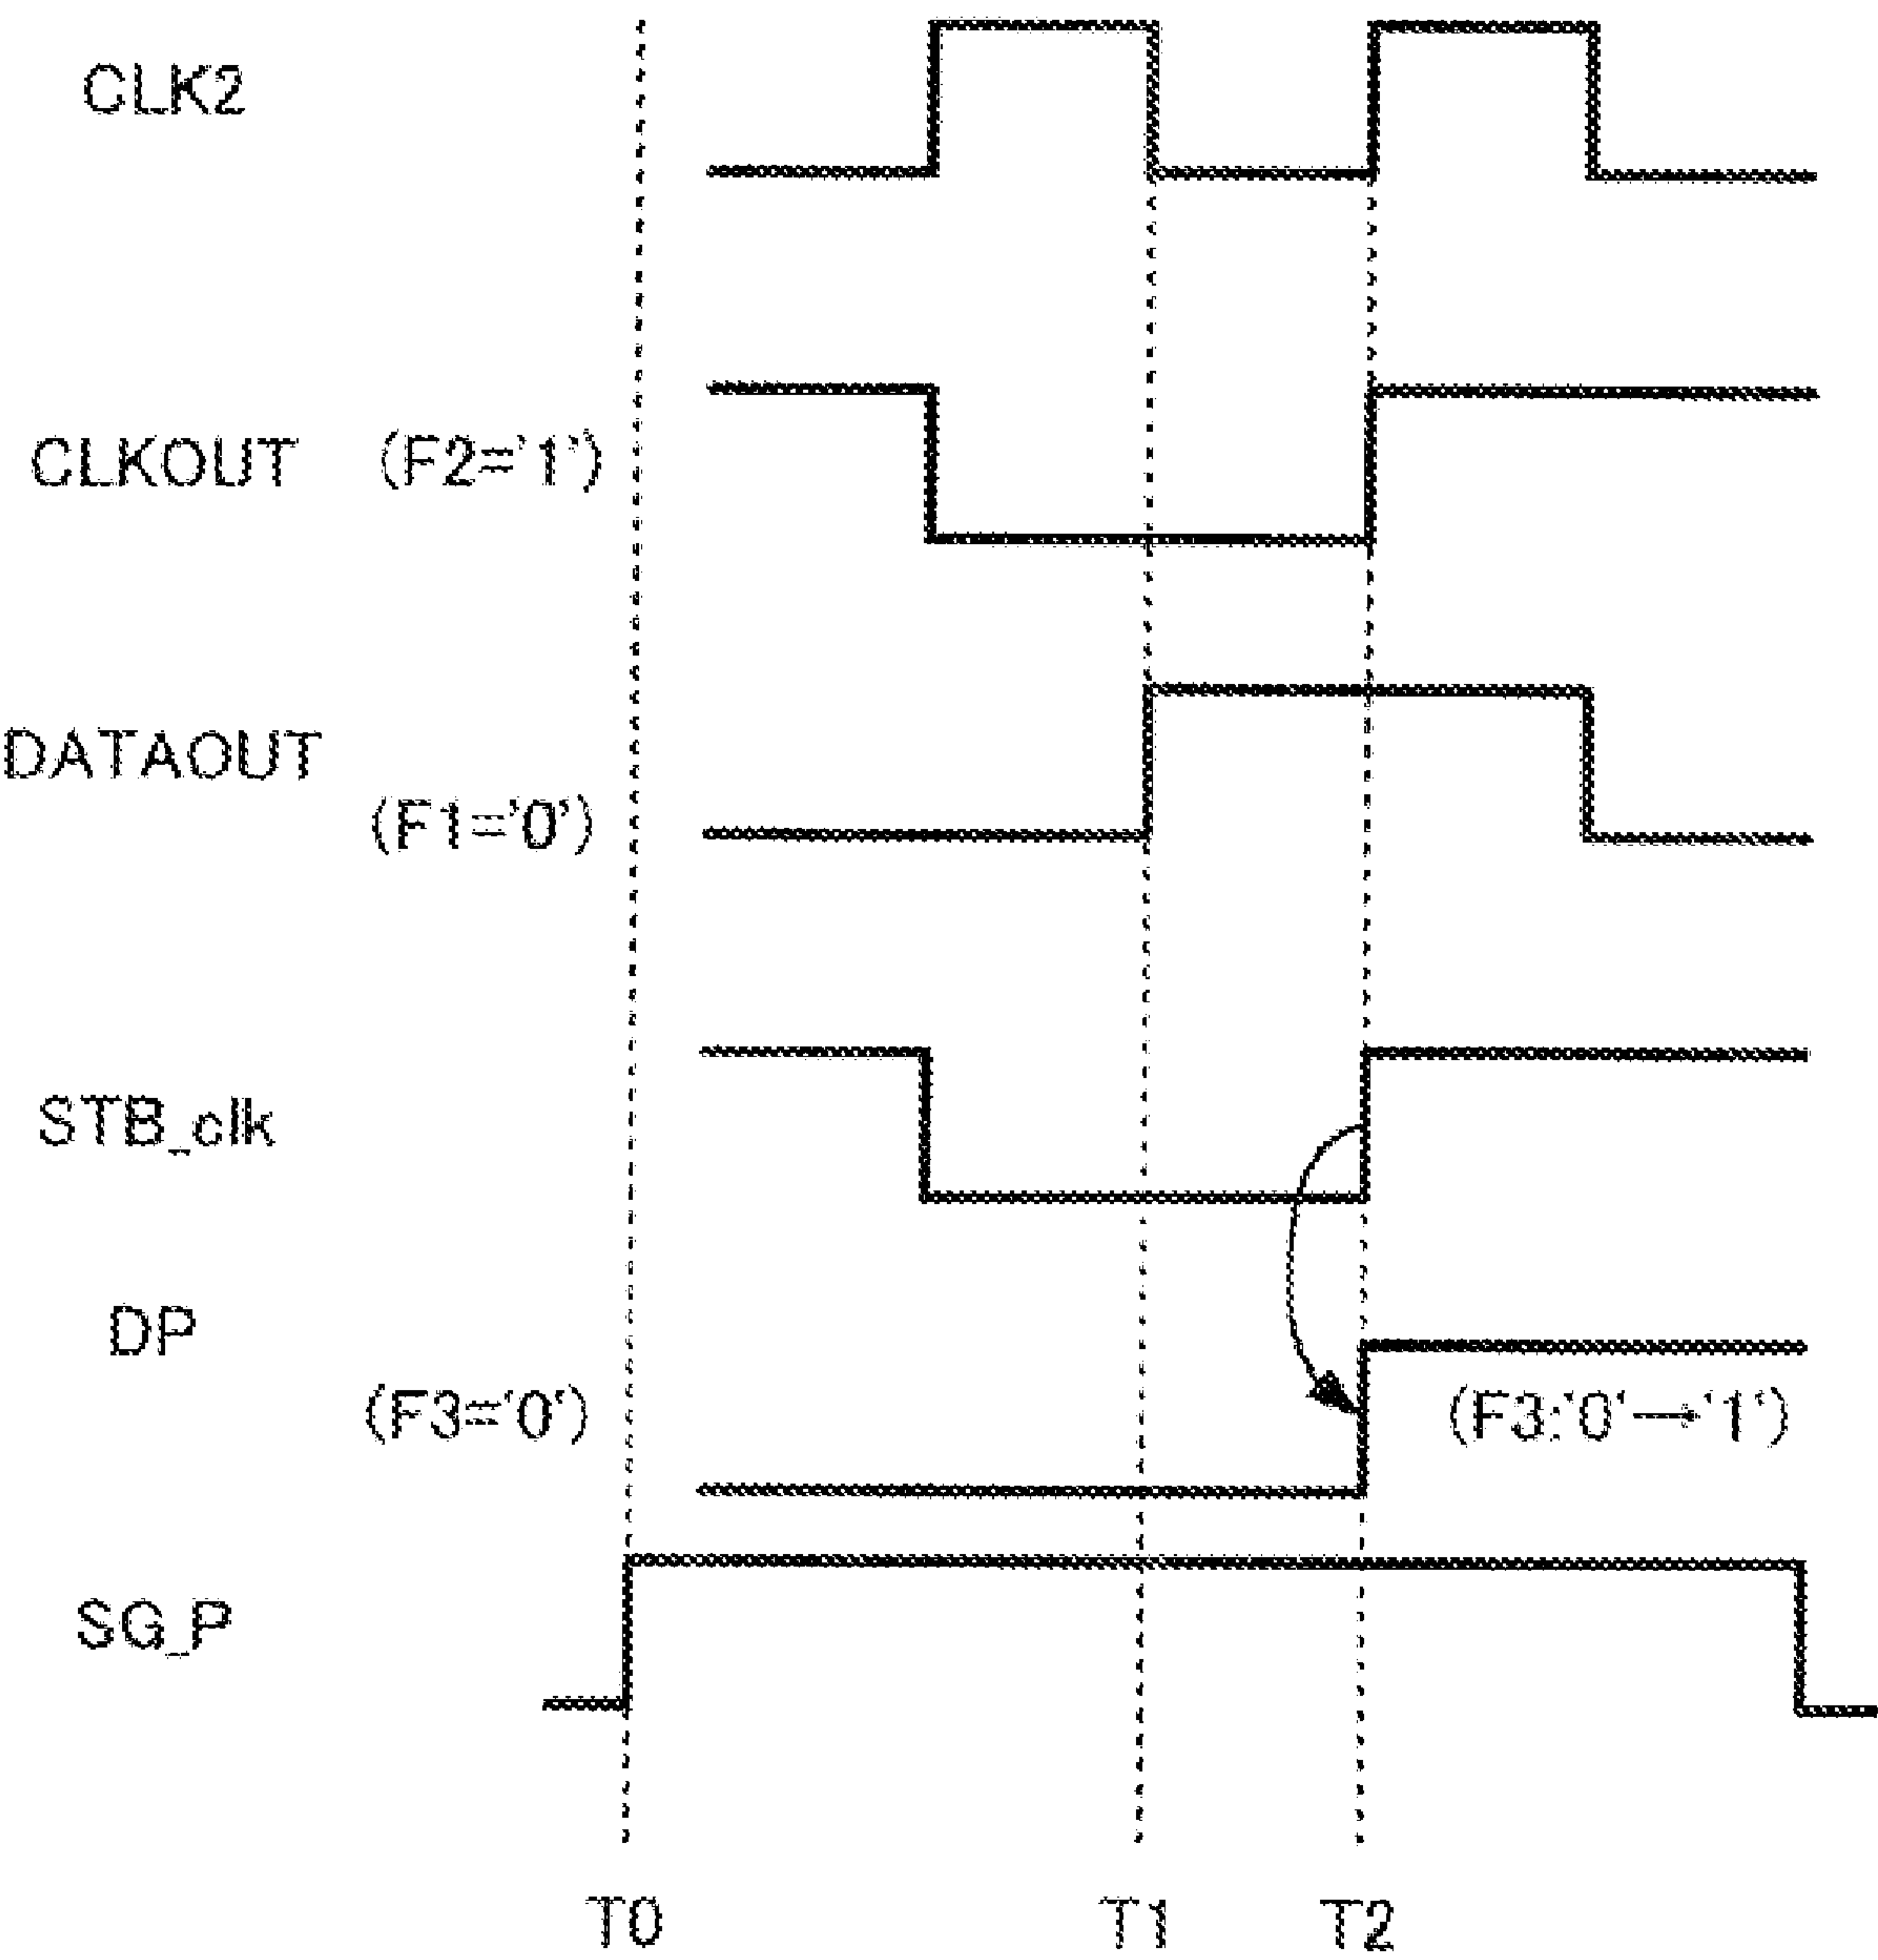 CLK2
CLKOUT (F2='1')
DATAOUT
(F1='0')
STB_clk
DP
(F3='0')
(F3:'0'→'1')
SG_P
T0 T1 T2